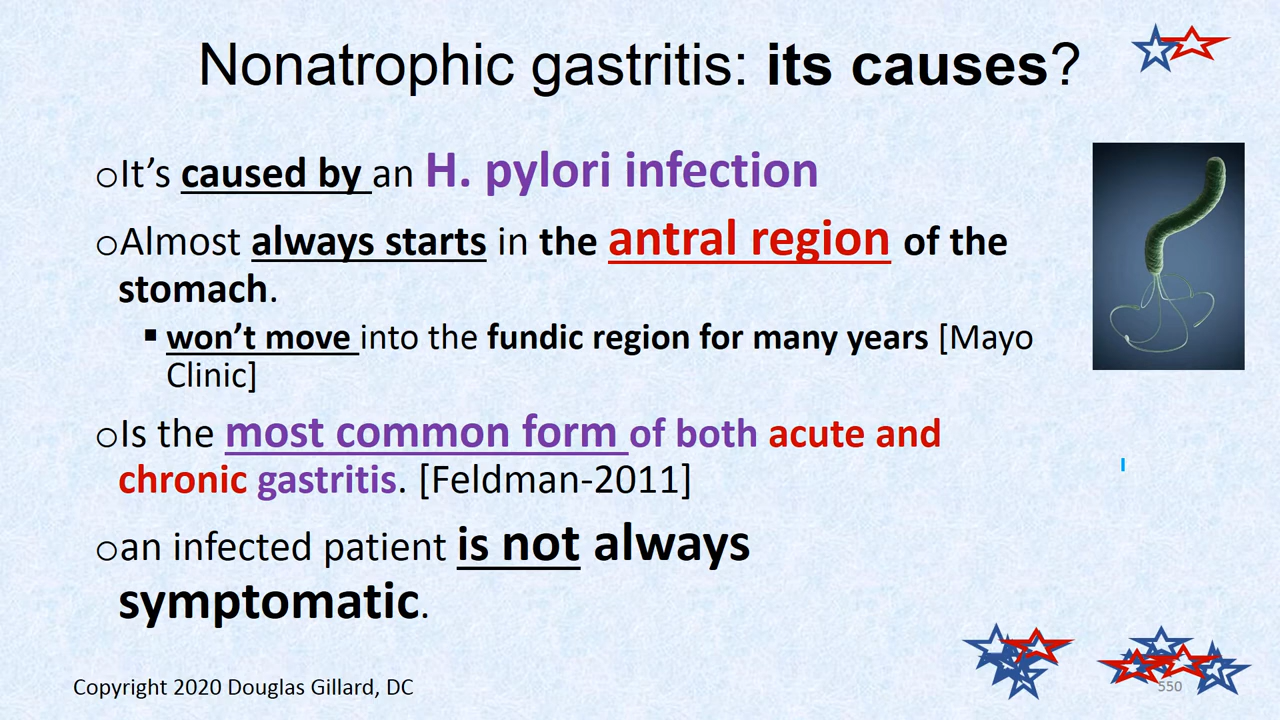 Nonatrophic gastritis: its causes?
oIt's caused by an H. pylori infection
oAlmost always starts in the antral region of the
stomach.
▪ won't move into the fundic region for many years [Mayo
Clinic]
oIs the most common form of both acute and
chronic gastritis. [Feldman-2011]
oan infected patient is not always
symptomatic.
Copyright 2020 Douglas Gillard, DC
550